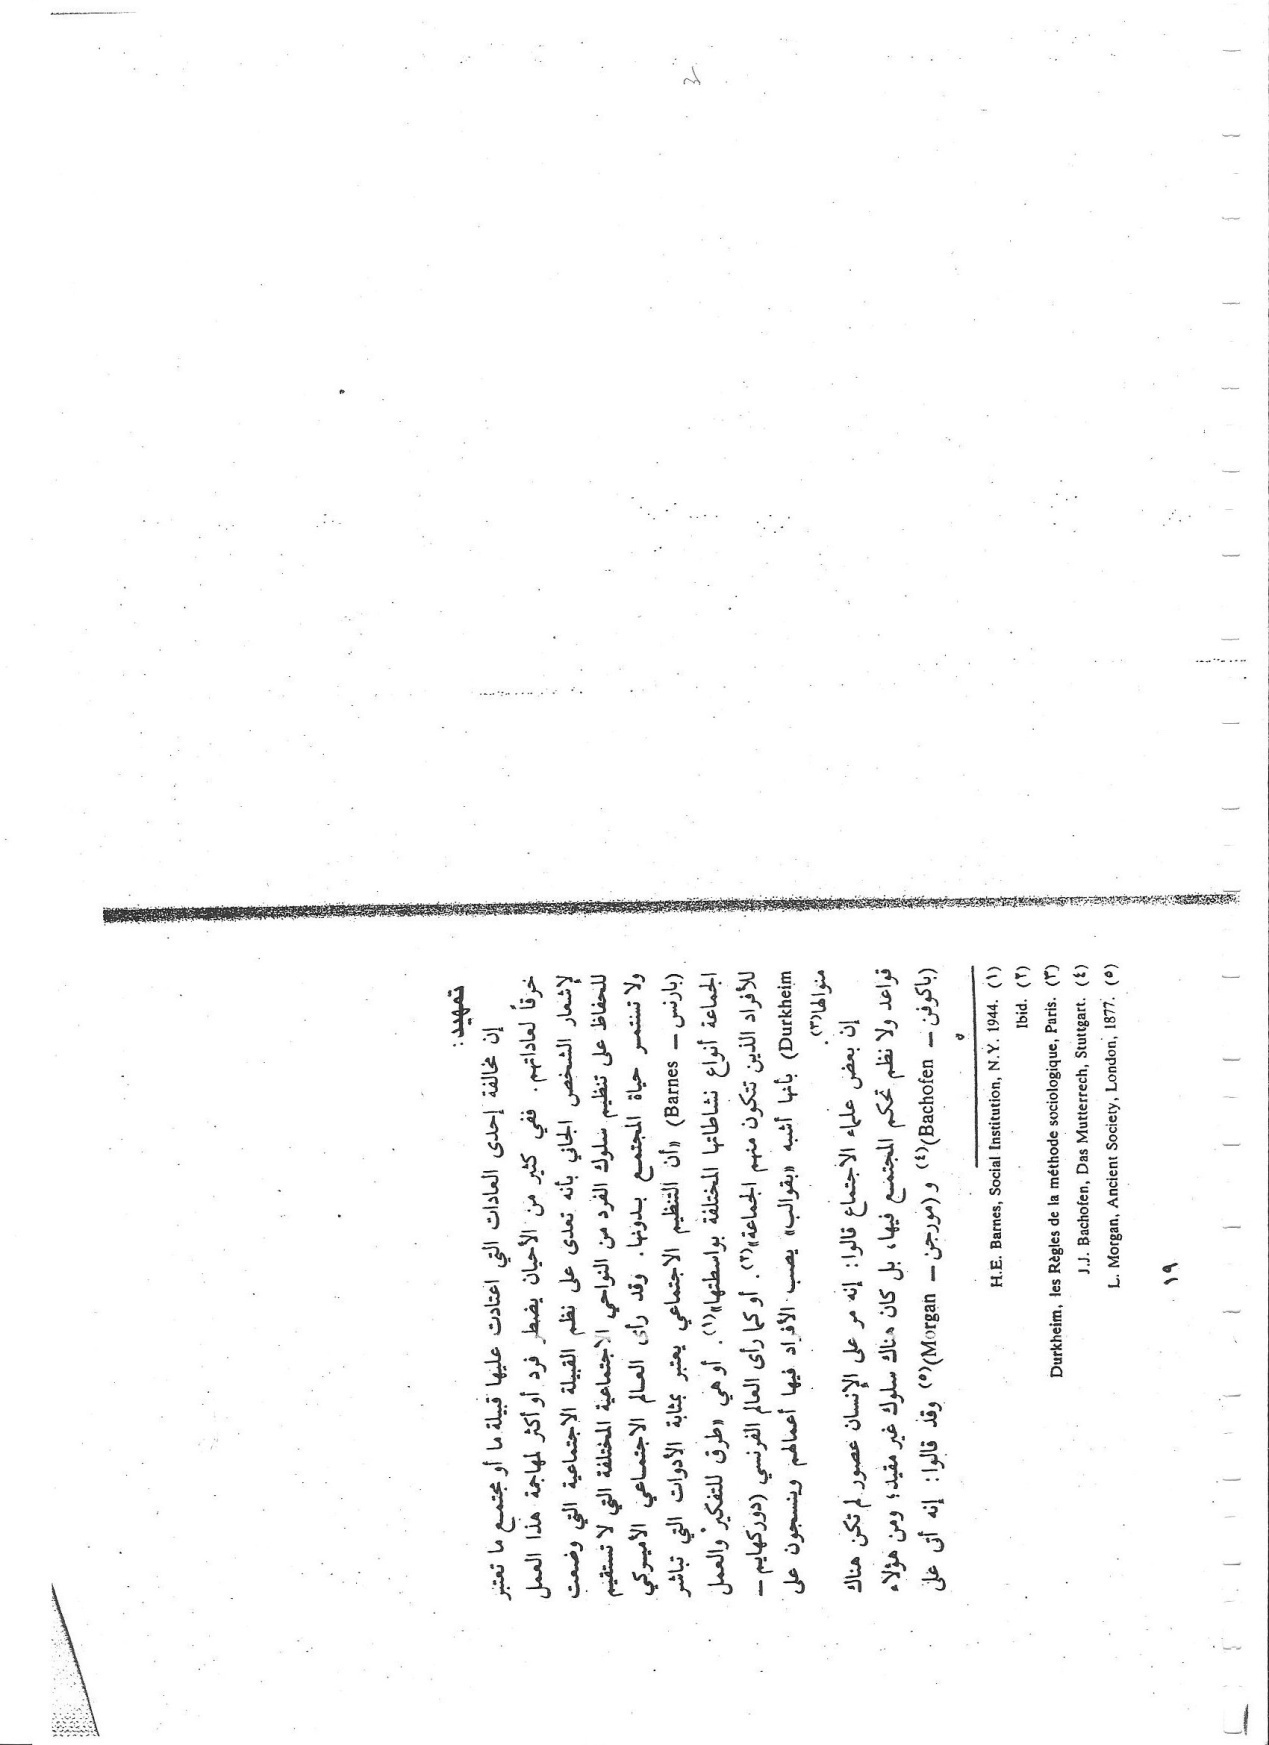 تمهيد:
إن مخالفة إحدى العادات التي اعتادت عليها قبيلة ما أو مجتمع ما تعتبر
خرقاً لعاداتهم. ففي كثير من الأحيان يضطر فرد أو أكثر لمهاجمة هذا العمل
لإشعار الشخص الجاني بأنه تعدى على نظم القبيلة الاجتماعية التي وضعت
للحفاظ على تنظيم سلوك الفرد من النواحي الاجتماعية المختلفة التي لا تستقيم
ولا تستمر حياة المجتمع بدونها. وقد رأى العالم الاجتماعي الأميركي
(بارنس – Barnes) «أن التنظيم الاجتماعي يعتبر بمثابة الأدوات التي تباشر
الجماعة أنواع نشاطاتها المختلفة بواسطتها»(١). أو هي «طرق للتفكير والعمل
للأفراد الذين تتكون منهم الجماعة»(٢). أو كما رأى العالم الفرنسي (دوركهايم –
Durkheim) بأنها أشبه «بقوالب» يصب الأفراد فيها أعمالهم وينسجون على
منوالها(٣).
إن بعض علماء الاجتماع قالوا: إنه مر على الإنسان عصور لم تكن هناك
قواعد ولا نظم تحكم المجتمع فيها، بل كان هناك سلوك غير مقيد؛ ومن هؤلاء
(باكوفن – Bachofen)(٤) و (مورجن – Morgan)(٥) وقد قالوا: إنه أتى على
(١) H.E. Barnes, Social Institution, N.Y. 1944.
(٢) Ibid.
(٣) Durkheim, les Règles de la méthode sociologique, Paris.
(٤) J.J. Bachofen, Das Mutterrech, Stuttgart.
(٥) L. Morgan, Ancient Society, London, 1877.
١٩